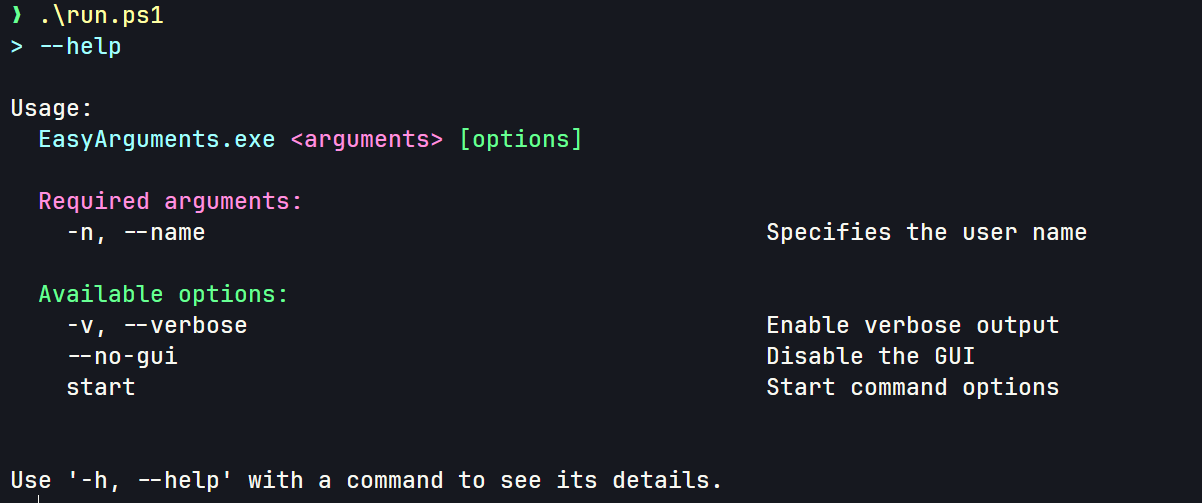 ❯ .\run.ps1
> --help
Usage:
EasyArguments.exe <arguments> [options]
Required arguments:
-n, --name Specifies the user name
Available options:
-v, --verbose Enable verbose output
--no-gui Disable the GUI
start Start command options
Use '-h, --help' with a command to see its details.